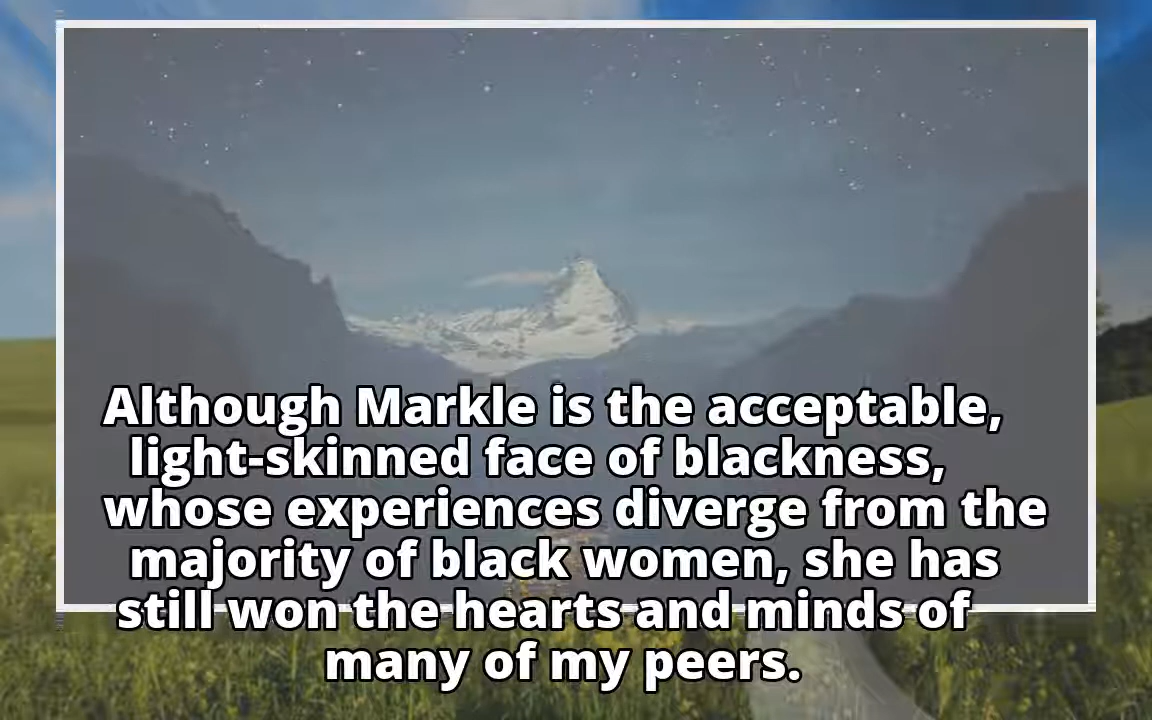 Although Markle is the acceptable,
light-skinned face of blackness,
whose experiences diverge from the
majority of black women, she has
still won the hearts and minds of
many of my peers.